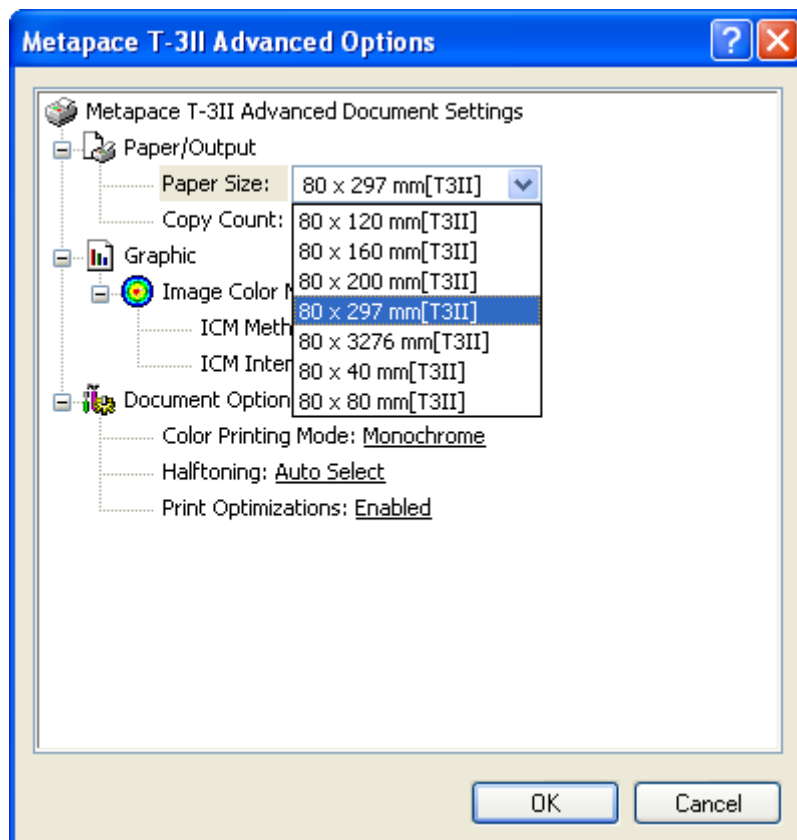 Metapace T-3II Advanced Options
Metapace T-3II Advanced Document Settings
Paper/Output
Paper Size: 80 x 297 mm[T3II]
Copy Count:
80 x 120 mm[T3II]
80 x 160 mm[T3II]
Graphic
80 x 200 mm[T3II]
Image Color
80 x 297 mm[T3II]
ICM Meth
80 x 3276 mm[T3II]
ICM Inter
80 x 40 mm[T3II]
Document Option
80 x 80 mm[T3II]
Color Printing Mode: Monochrome
Halftoning: Auto Select
Print Optimizations: Enabled
OK
Cancel